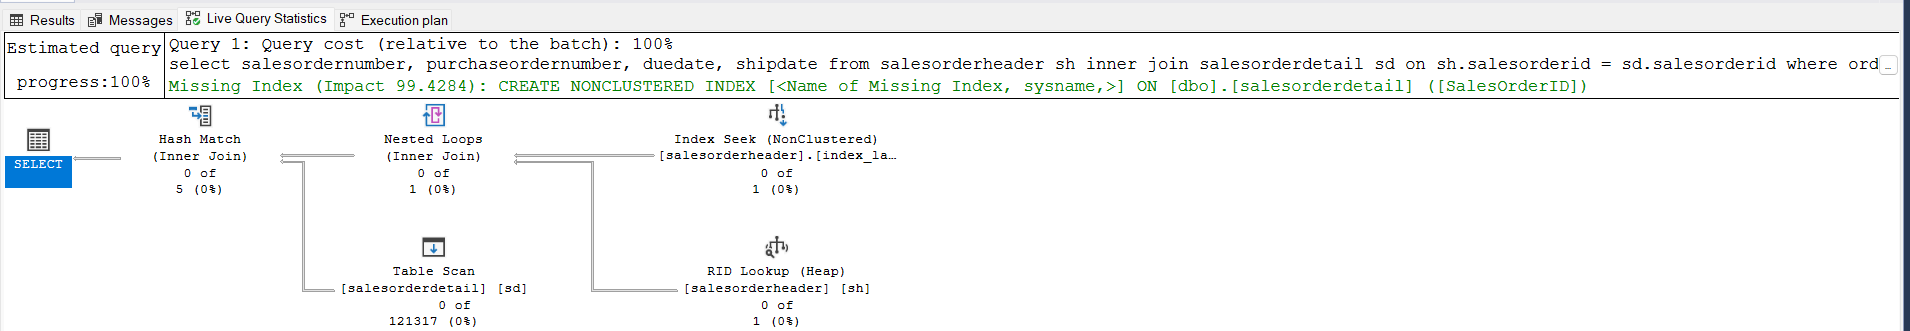 Results Messages Live Query Statistics Execution plan
Estimated query
progress:100%
Query 1: Query cost (relative to the batch): 100%
select salesordernumber, purchaseordernumber, duedate, shipdate from salesorderheader sh inner join salesorderdetail sd on sh.salesorderid = sd.salesorderid where ord...
Missing Index (Impact 99.4284): CREATE NONCLUSTERED INDEX [<Name of Missing Index, sysname,>] ON [dbo].[salesorderdetail] ([SalesOrderID])
SELECT
Hash Match
(Inner Join)
0 of
5 (0%)
Nested Loops
(Inner Join)
0 of
1 (0%)
Index Seek (NonClustered)
[salesorderheader].[index_la...
0 of
1 (0%)
Table Scan
[salesorderdetail] [sd]
0 of
121317 (0%)
RID Lookup (Heap)
[salesorderheader] [sh]
0 of
1 (0%)